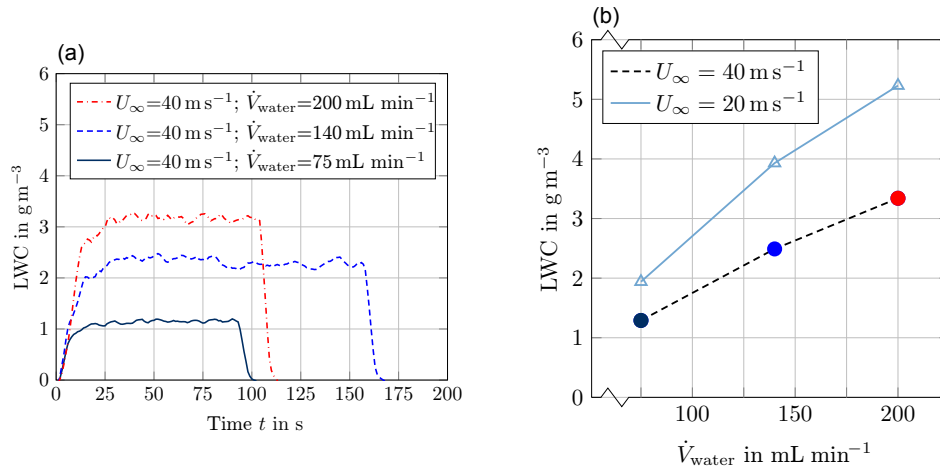 (a)
6
5
4
3
2
1
0
LWC in g m⁻³
U∞=40 m s⁻¹; V̇water=200 mL min⁻¹
U∞=40 m s⁻¹; V̇water=140 mL min⁻¹
U∞=40 m s⁻¹; V̇water=75 mL min⁻¹
0 25 50 75 100 125 150 175 200
Time t in s
(b)
6
5
4
3
2
1
0
LWC in g m⁻³
U∞ = 40 m s⁻¹
U∞ = 20 m s⁻¹
100 150 200
V̇water in mL min⁻¹